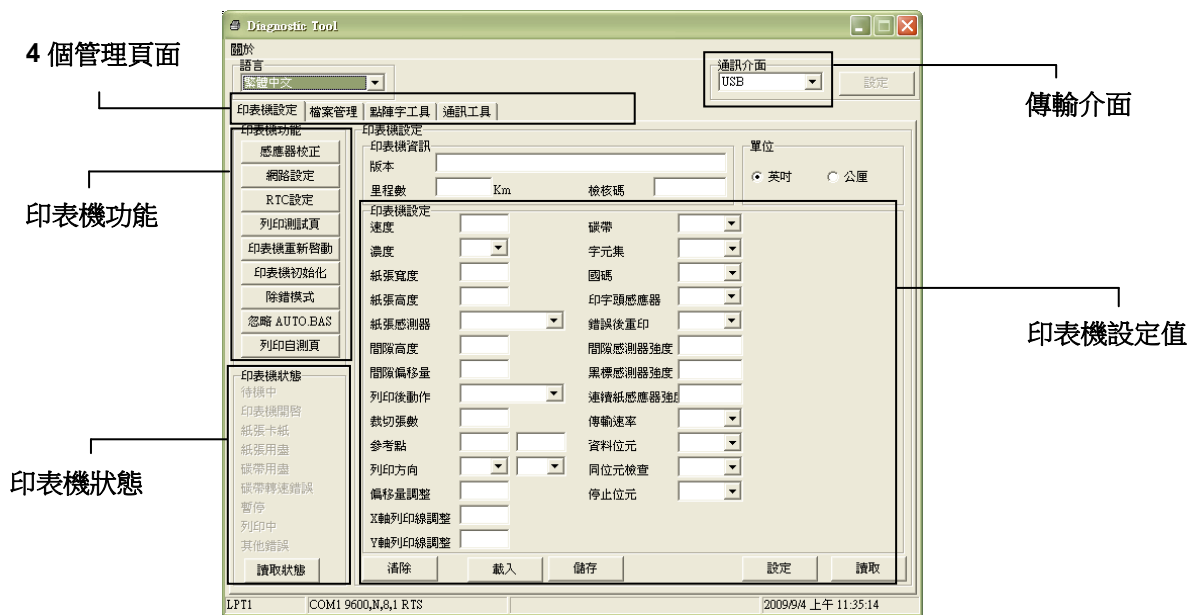 Diagnostic Tool
關於
語言
繁體中文
通訊介面
USB
設定
4 個管理頁面
傳輸介面
印表機設定 檔案管理 點陣字工具 通訊工具
印表機功能
感應器校正
網路設定
RTC設定
列印測試頁
印表機重新啓動
印表機初始化
除錯模式
忽略 AUTO.BAS
列印自測頁
印表機功能
印表機設定
印表機資訊
版本
里程數 Km 檢核碼
單位
英吋 公厘
印表機設定
速度 碳帶
濃度 字元集
紙張寬度 國碼
紙張高度 印字頭感應器
紙張感測器 錯誤後重印
間隙高度 間隙感測器強度
間隙偏移量 黑標感測器強度
列印後動作 連續紙感應器強度
裁切張數 傳輸速率
參考點 資料位元
列印方向 同位元檢查
偏移量調整 停止位元
X軸列印線調整
Y軸列印線調整
清除 載入 儲存 設定 讀取
印表機設定值
印表機狀態
待機中
印表機開啓
紙張卡紙
紙張用盡
碳帶用盡
碳帶轉速錯誤
暫停
列印中
其他錯誤
讀取狀態
印表機狀態
LPT1 COM1 9600,N,8,1 RTS 2009/9/4 上午 11:35:14